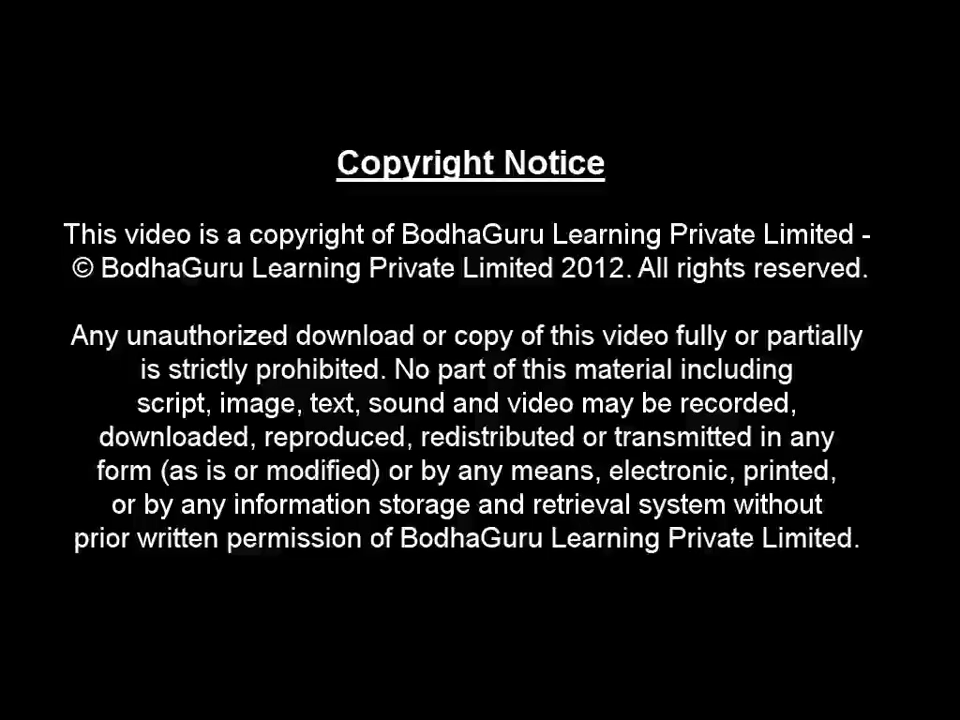 Copyright Notice
This video is a copyright of BodhaGuru Learning Private Limited -
© BodhaGuru Learning Private Limited 2012. All rights reserved.
Any unauthorized download or copy of this video fully or partially
is strictly prohibited. No part of this material including
script, image, text, sound and video may be recorded,
downloaded, reproduced, redistributed or transmitted in any
form (as is or modified) or by any means, electronic, printed,
or by any information storage and retrieval system without
prior written permission of BodhaGuru Learning Private Limited.